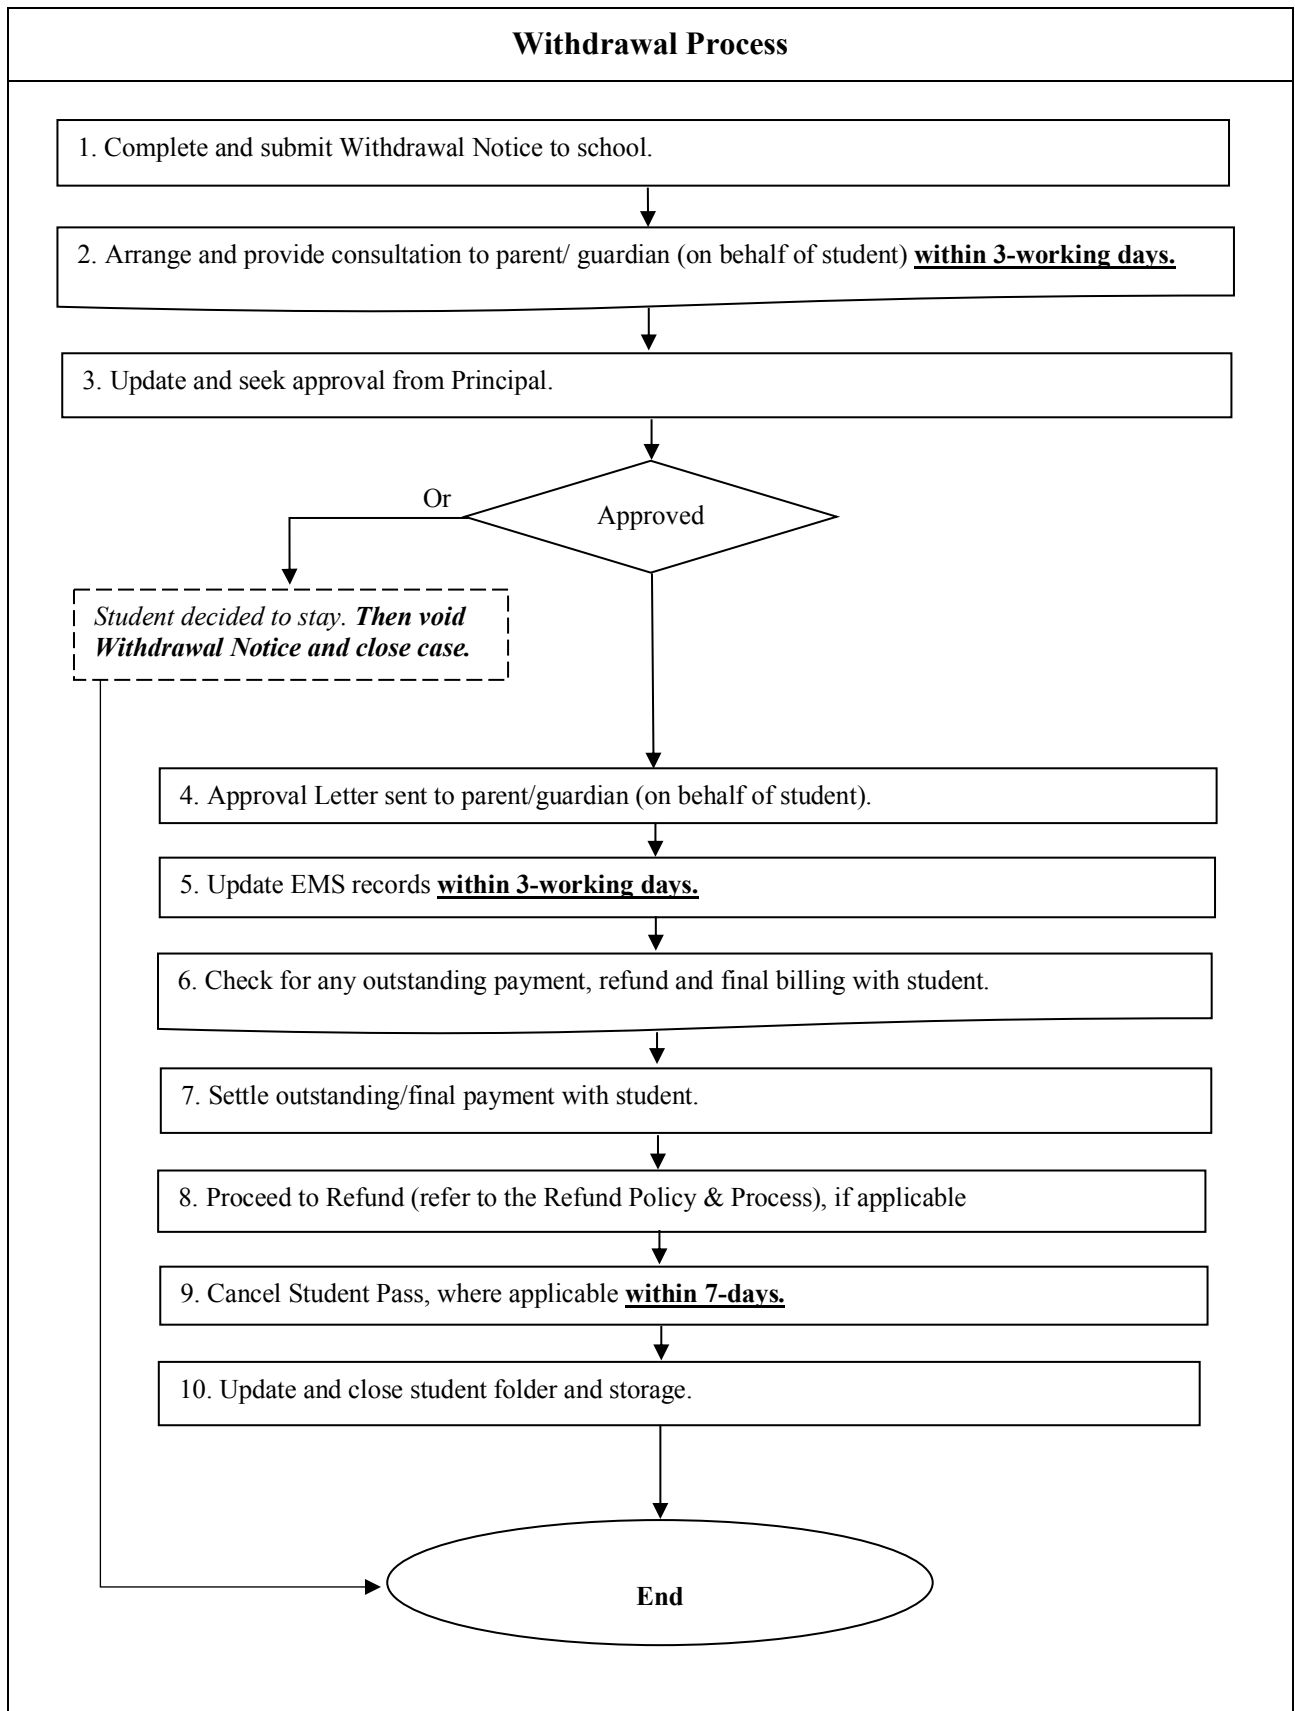 Withdrawal Process
1. Complete and submit Withdrawal Notice to school.
2. Arrange and provide consultation to parent/ guardian (on behalf of student) within 3-working days.
3. Update and seek approval from Principal.
Or
Approved
Student decided to stay. Then void
Withdrawal Notice and close case.
4. Approval Letter sent to parent/guardian (on behalf of student).
5. Update EMS records within 3-working days.
6. Check for any outstanding payment, refund and final billing with student.
7. Settle outstanding/final payment with student.
8. Proceed to Refund (refer to the Refund Policy & Process), if applicable
9. Cancel Student Pass, where applicable within 7-days.
10. Update and close student folder and storage.
End